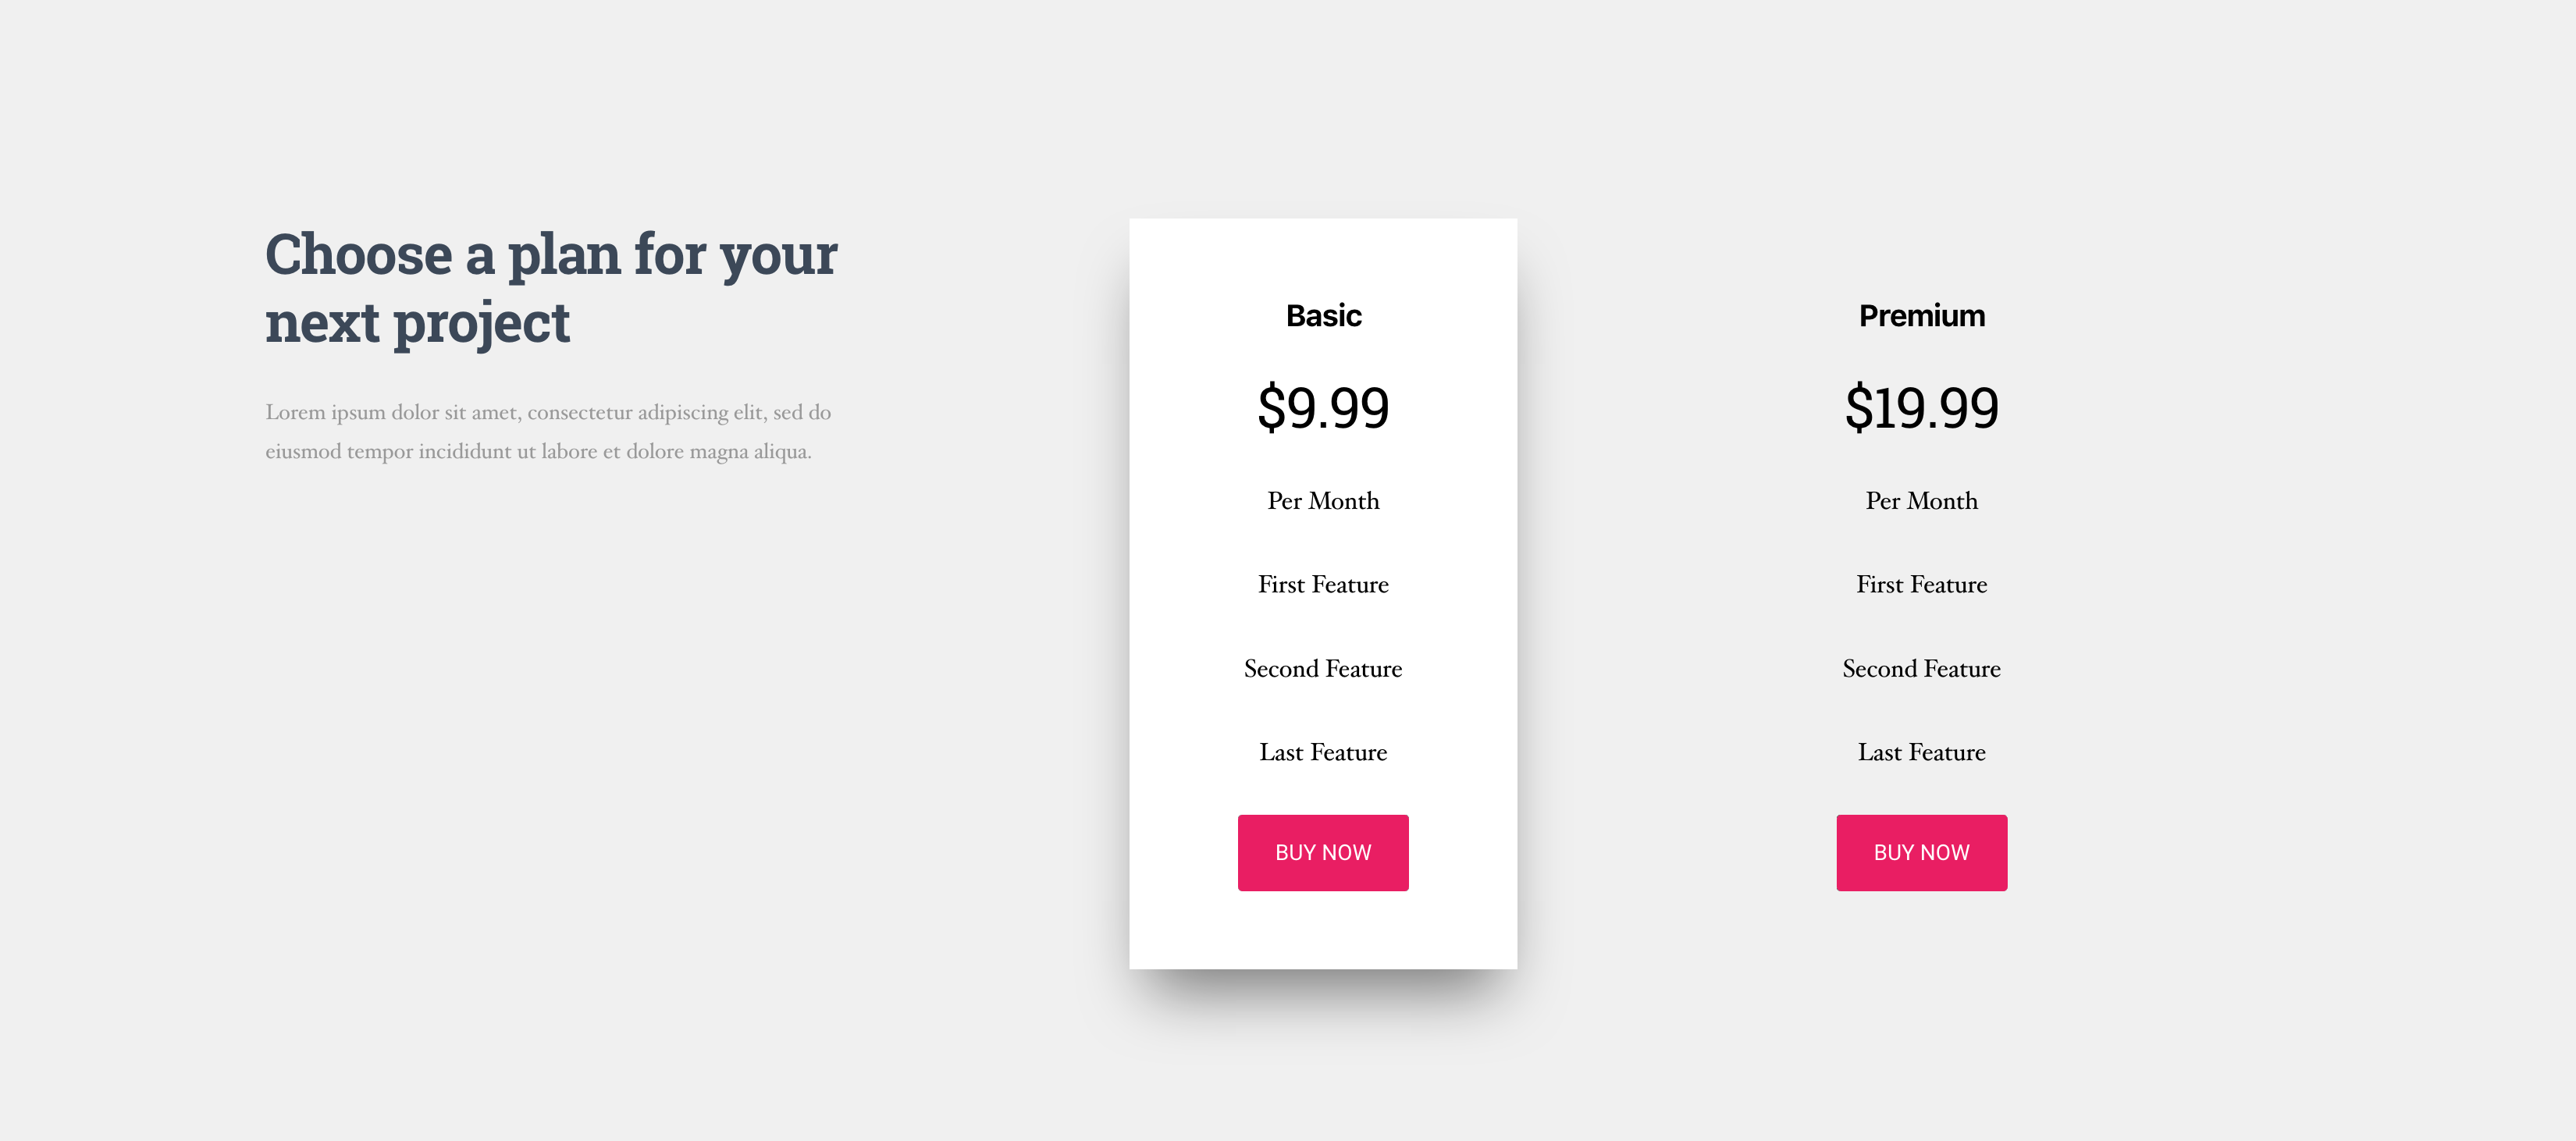 Choose a plan for your
next project
Lorem ipsum dolor sit amet, consectetur adipiscing elit, sed do
eiusmod tempor incididunt ut labore et dolore magna aliqua.
Basic
$9.99
Per Month
First Feature
Second Feature
Last Feature
BUY NOW
Premium
$19.99
Per Month
First Feature
Second Feature
Last Feature
BUY NOW